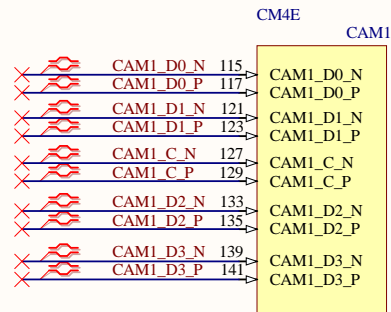 CM4E
CAM1
CAM1_D0_N 115 CAM1_D0_N
CAM1_D0_P 117 CAM1_D0_P
CAM1_D1_N 121 CAM1_D1_N
CAM1_D1_P 123 CAM1_D1_P
CAM1_C_N 127 CAM1_C_N
CAM1_C_P 129 CAM1_C_P
CAM1_D2_N 133 CAM1_D2_N
CAM1_D2_P 135 CAM1_D2_P
CAM1_D3_N 139 CAM1_D3_N
CAM1_D3_P 141 CAM1_D3_P